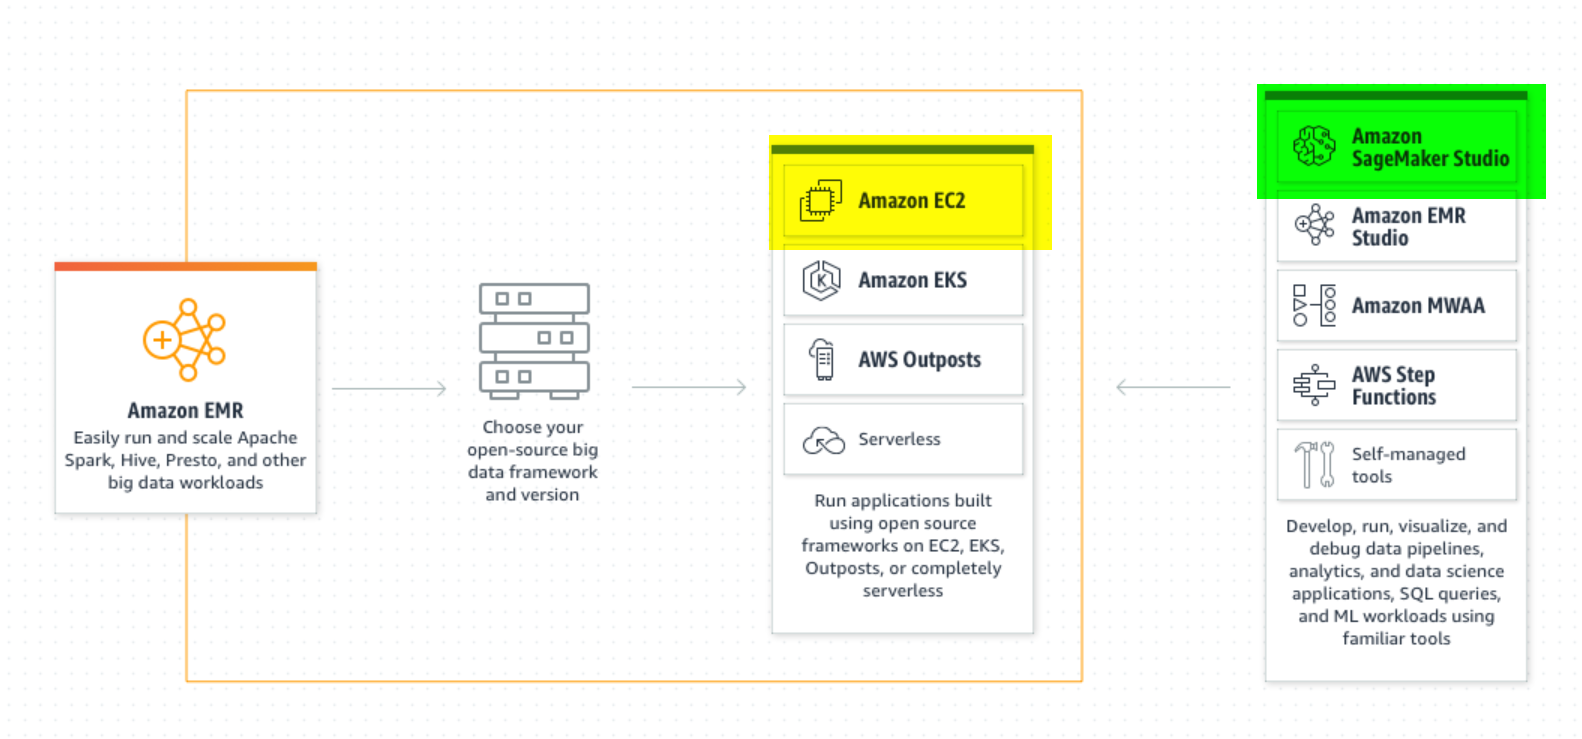 Amazon EMR
Easily run and scale Apache
Spark, Hive, Presto, and other
big data workloads
Choose your
open-source big
data framework
and version
Amazon EC2
Amazon EKS
AWS Outposts
Serverless
Run applications built
using open source
frameworks on EC2, EKS,
Outposts, or completely
serverless
Amazon
SageMaker Studio
Amazon EMR
Studio
Amazon MWAA
AWS Step
Functions
Self-managed
tools
Develop, run, visualize, and
debug data pipelines,
analytics, and data science
applications, SQL queries,
and ML workloads using
familiar tools